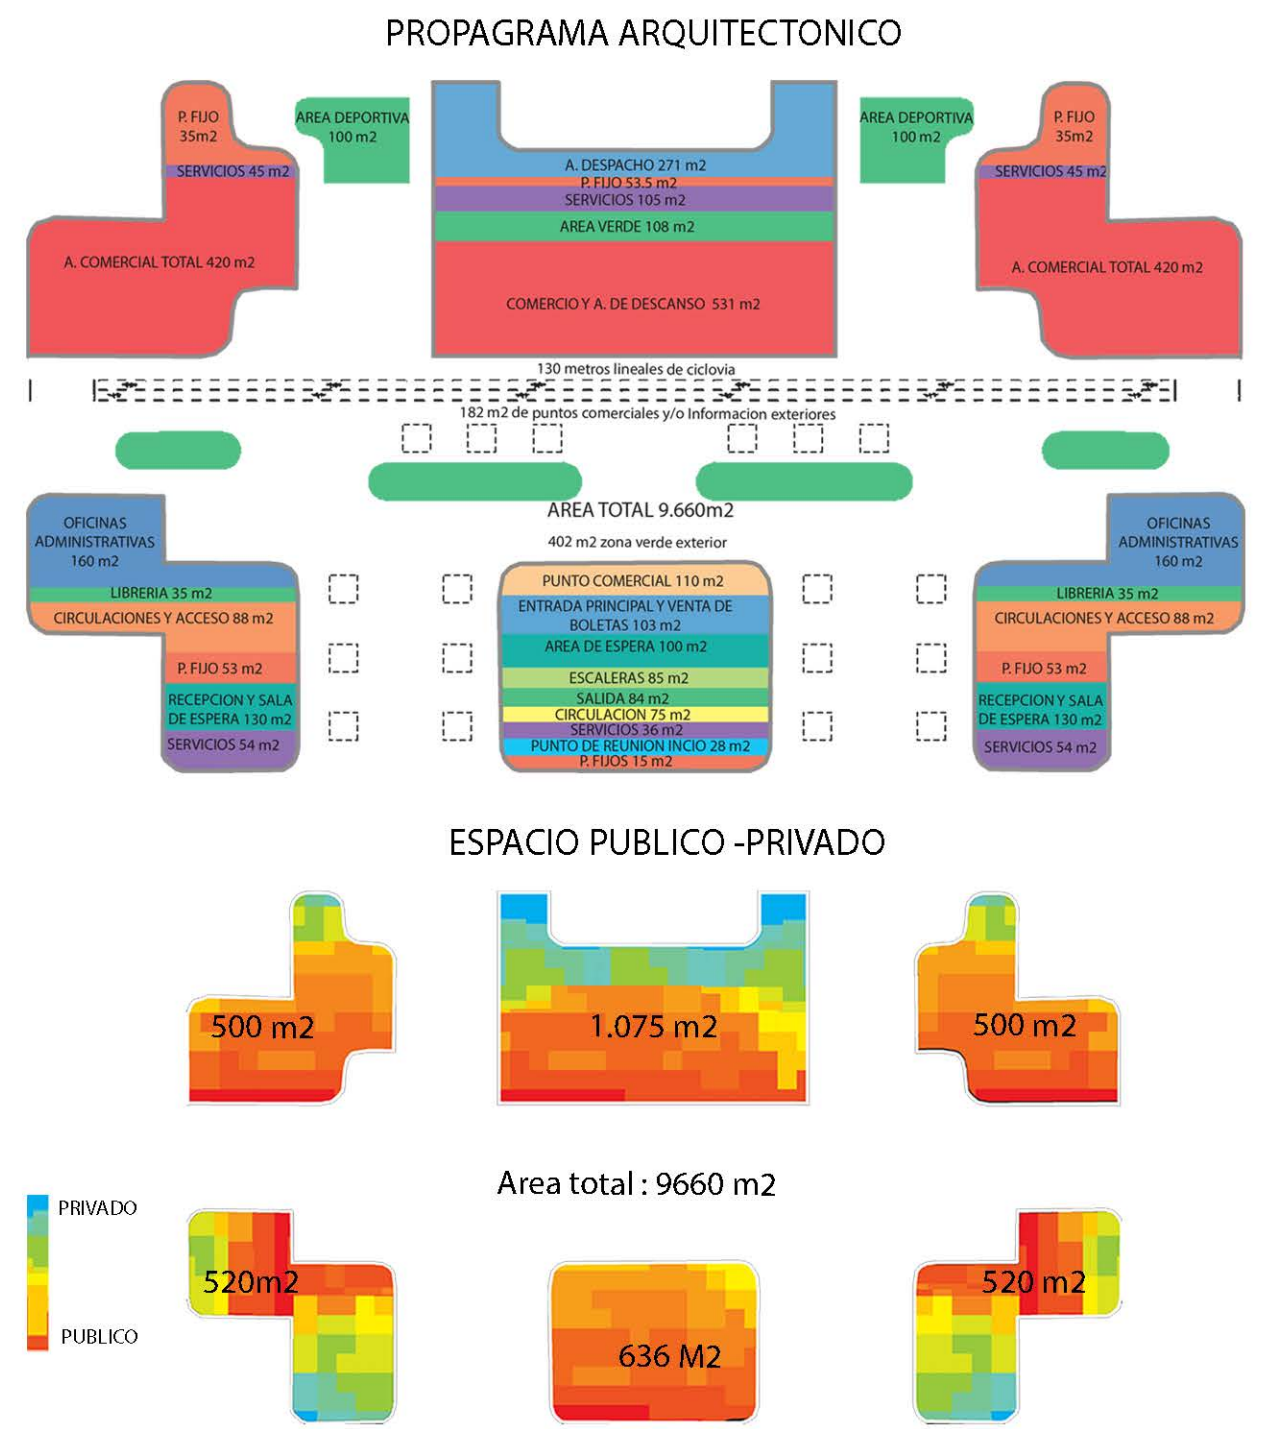 PROPAGRAMA ARQUITECTONICO
P. FIJO
35m2
SERVICIOS 45 m2
A. COMERCIAL TOTAL 420 m2
AREA DEPORTIVA
100 m2
A. DESPACHO 271 m2
P. FIJO 53.5 m2
SERVICIOS 105 m2
AREA VERDE 108 m2
COMERCIO Y A. DE DESCANSO 531 m2
AREA DEPORTIVA
100 m2
P. FIJO
35m2
SERVICIOS 45 m2
A. COMERCIAL TOTAL 420 m2
130 metros lineales de ciclovia
182 m2 de puntos comerciales y/o Informacion exteriores
AREA TOTAL 9.660m2
402 m2 zona verde exterior
OFICINAS
ADMINISTRATIVAS
160 m2
LIBRERIA 35 m2
CIRCULACIONES Y ACCESO 88 m2
P. FIJO 53 m2
RECEPCION Y SALA
DE ESPERA 130 m2
SERVICIOS 54 m2
PUNTO COMERCIAL 110 m2
ENTRADA PRINCIPAL Y VENTA DE
BOLETAS 103 m2
AREA DE ESPERA 100 m2
ESCALERAS 85 m2
SALIDA 84 m2
CIRCULACION 75 m2
SERVICIOS 36 m2
PUNTO DE REUNION INCIO 28 m2
P. FIJOS 15 m2
OFICINAS
ADMINISTRATIVAS
160 m2
LIBRERIA 35 m2
CIRCULACIONES Y ACCESO 88 m2
P. FIJO 53 m2
RECEPCION Y SALA
DE ESPERA 130 m2
SERVICIOS 54 m2
ESPACIO PUBLICO -PRIVADO
500 m2
1.075 m2
500 m2
Area total : 9660 m2
PRIVADO
PUBLICO
520m2
636 M2
520 m2